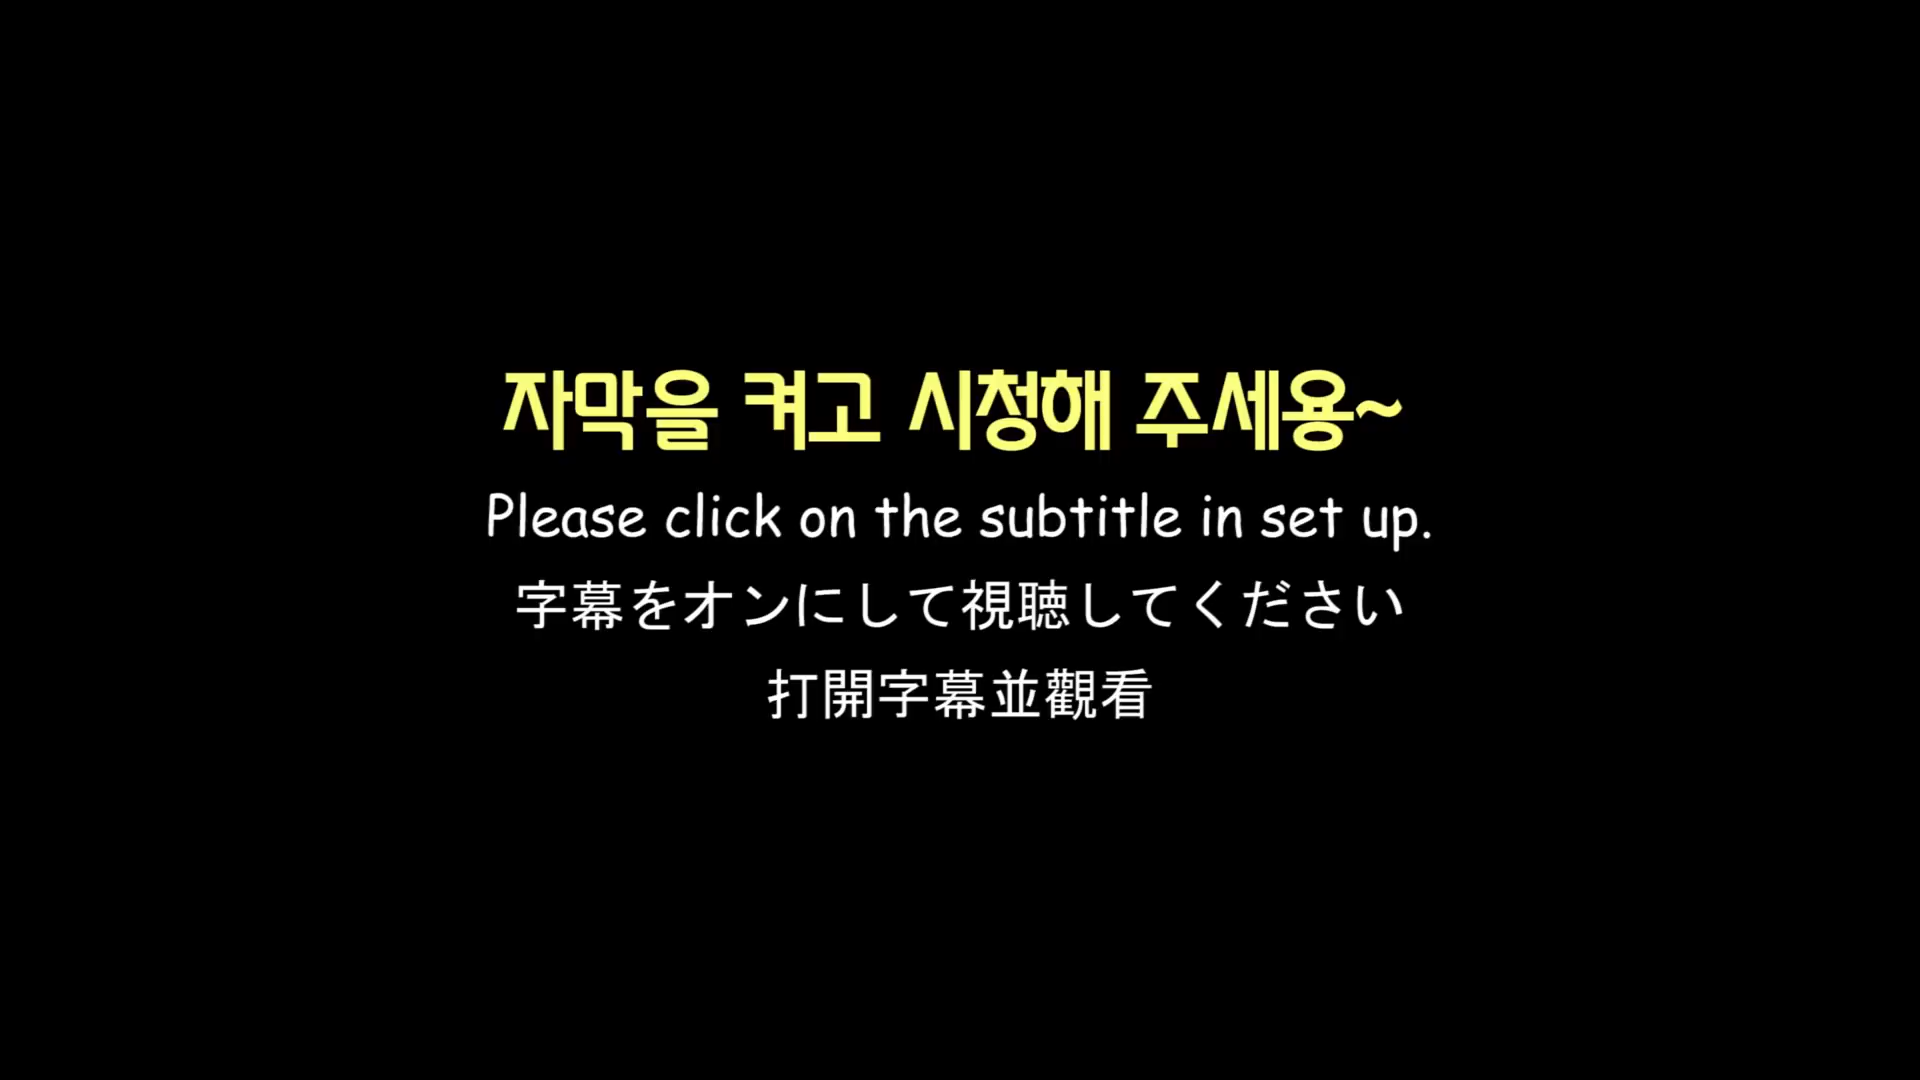 자막을 켜고 시청해 주세용~
Please click on the subtitle in set up.
字幕をオンにして視聴してください
打開字幕並觀看